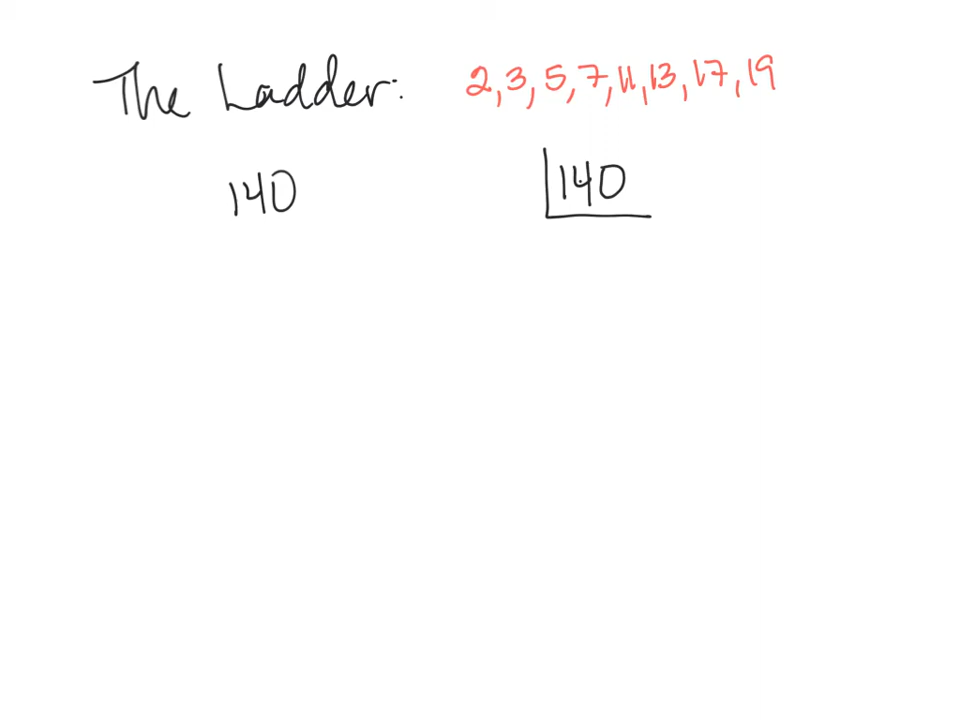 The Ladder: 2, 3, 5, 7, 11, 13, 17, 19
140 140